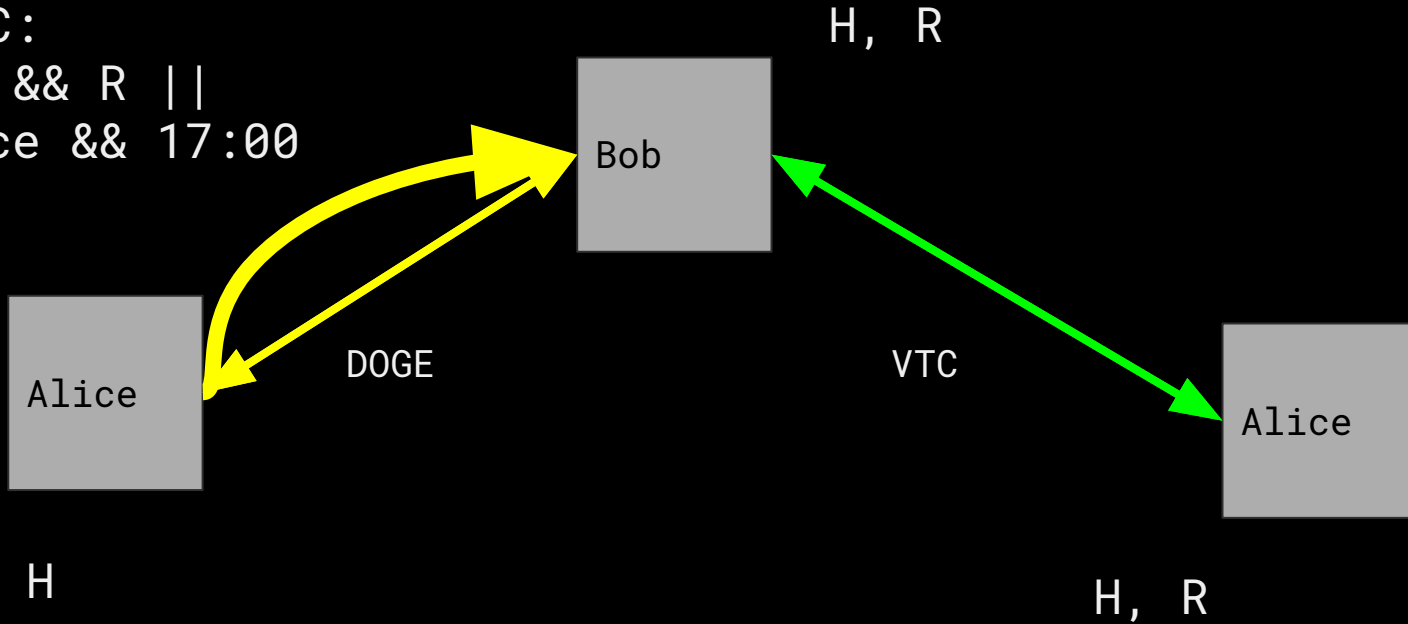 C:
&& R ||
ce && 17:00
H, R
Bob
DOGE
VTC
Alice
Alice
H
H, R